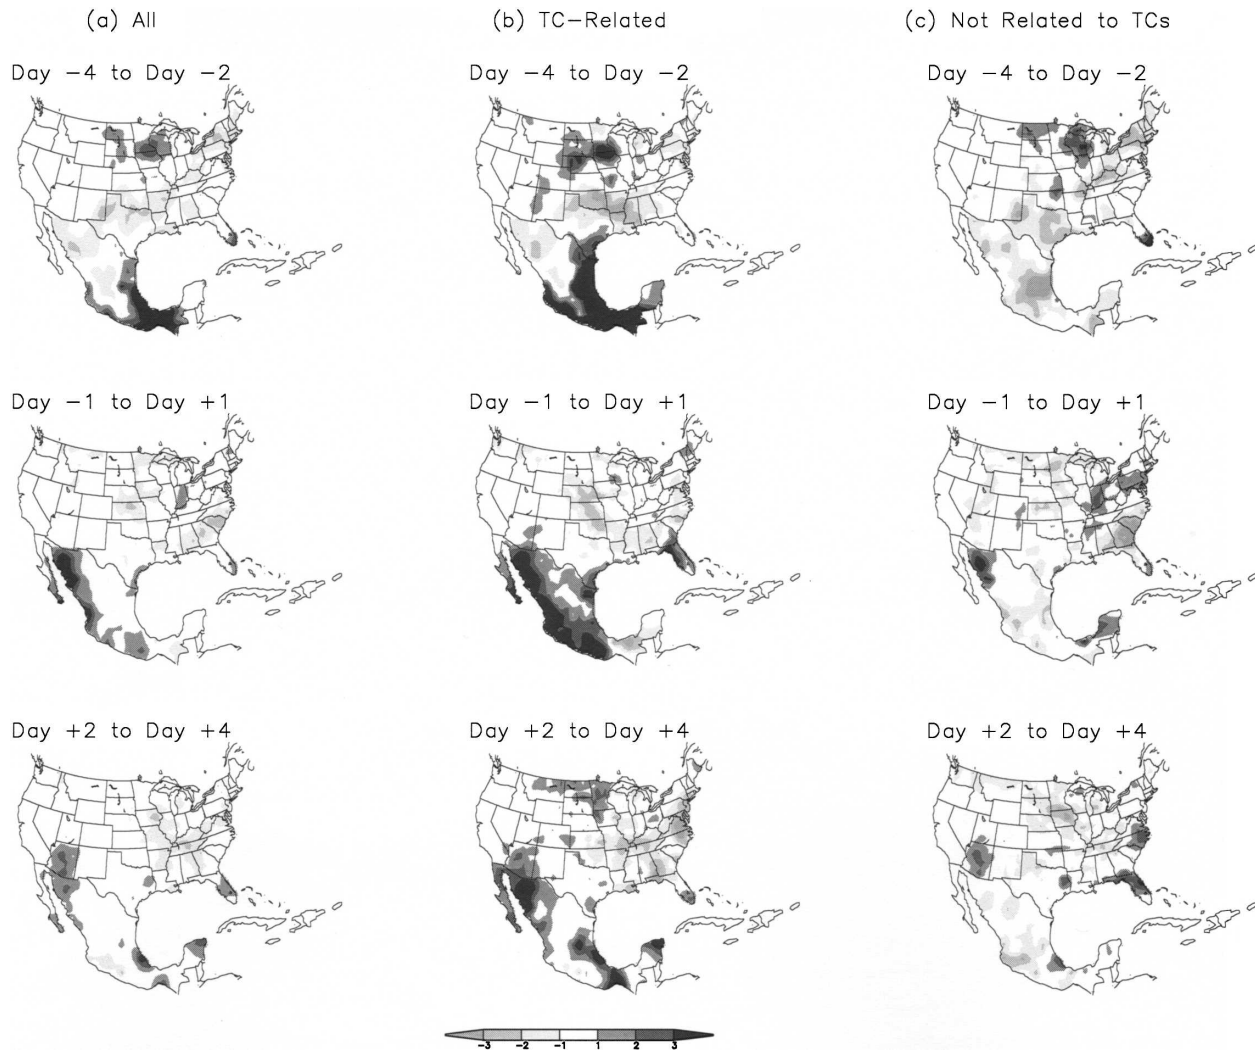 (a) All
(b) TC-Related
(c) Not Related to TCs
Day -4 to Day -2
Day -4 to Day -2
Day -4 to Day -2
Day -1 to Day +1
Day -1 to Day +1
Day -1 to Day +1
Day +2 to Day +4
Day +2 to Day +4
Day +2 to Day +4
-3 -2 -1 1 2 3